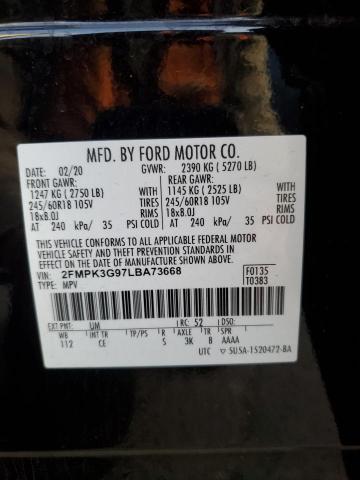 MFD. BY FORD MOTOR CO.
DATE: 02/20 GVWR: 2390 KG ( 5270 LB)
FRONT GAWR: REAR GAWR:
1247 KG ( 2750 LB) WITH 1145 KG ( 2525 LB) WITH
245/60R18 105V TIRES 245/60R18 105V TIRES
18x8.0J RIMS 18x8.0J RIMS
AT 240 kPa/ 35 PSI COLD AT 240 kPa/ 35 PSI COLD
THIS VEHICLE CONFORMS TO ALL APPLICABLE FEDERAL MOTOR
VEHICLE SAFETY AND THEFT PREVENTION STANDARDS IN EFFECT
ON THE DATE OF MANUFACTURE SHOWN ABOVE.
VIN: 2FMPK3G97LBA73668
TYPE: MPV
F0135
T0383
EXT PNT: UM RC: 52 DSO:
WB INT TR TP/PS R AXLE TR SPR
112 CE S 3K B AAAA
UTC ▽ 5U5A-1520472-BA